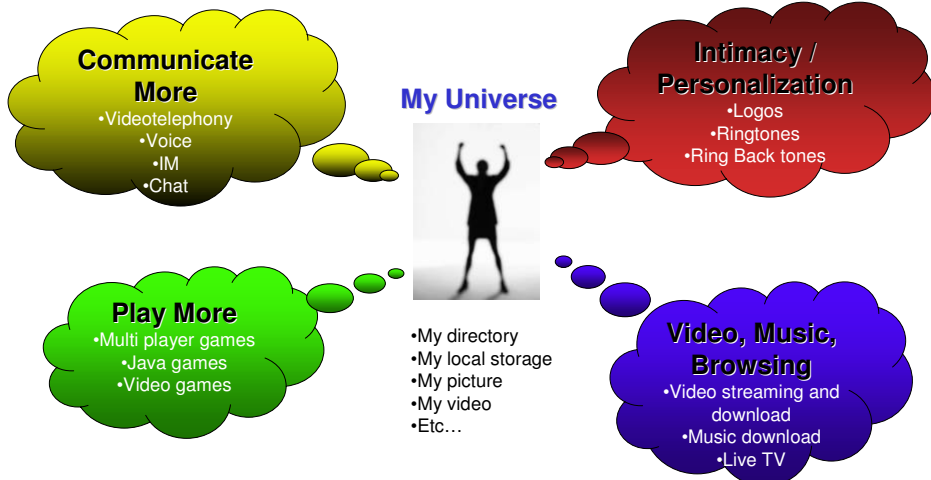 Communicate
More
•Videotelephony
•Voice
•IM
•Chat
My Universe
Intimacy /
Personalization
•Logos
•Ringtones
•Ring Back tones
Play More
•Multi player games
•Java games
•Video games
•My directory
•My local storage
•My picture
•My video
•Etc…
Video, Music,
Browsing
•Video streaming and
download
•Music download
•Live TV